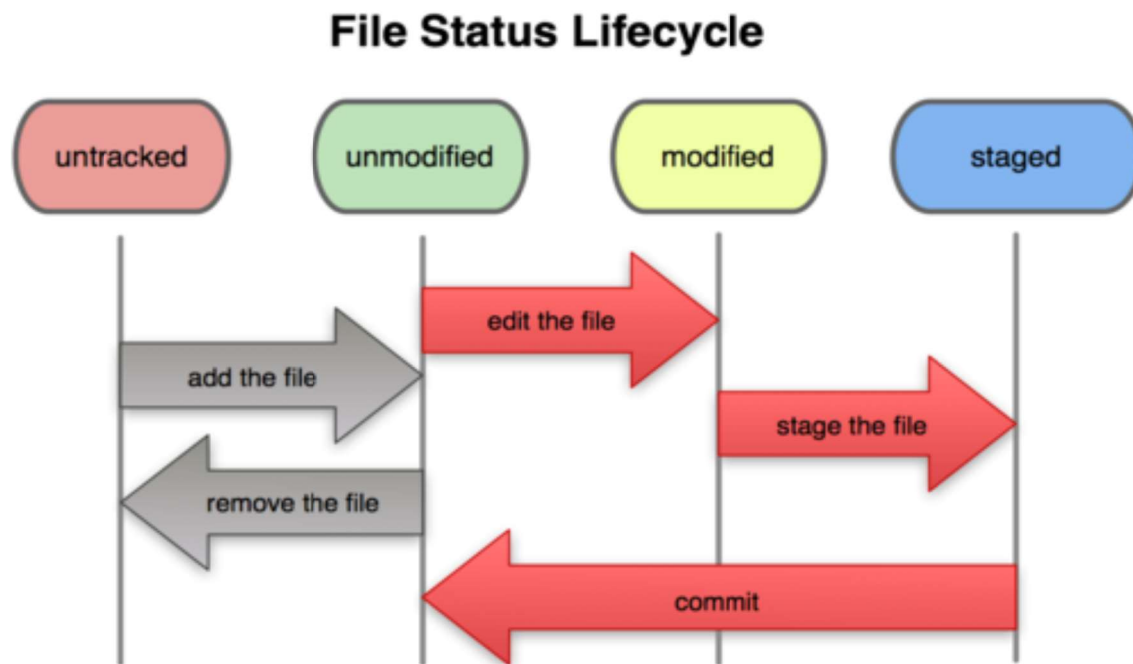 File Status Lifecycle
untracked
unmodified
modified
staged
edit the file
add the file
stage the file
remove the file
commit